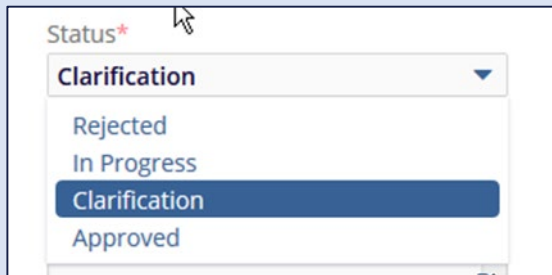 Status*
Clarification
Rejected
In Progress
Clarification
Approved